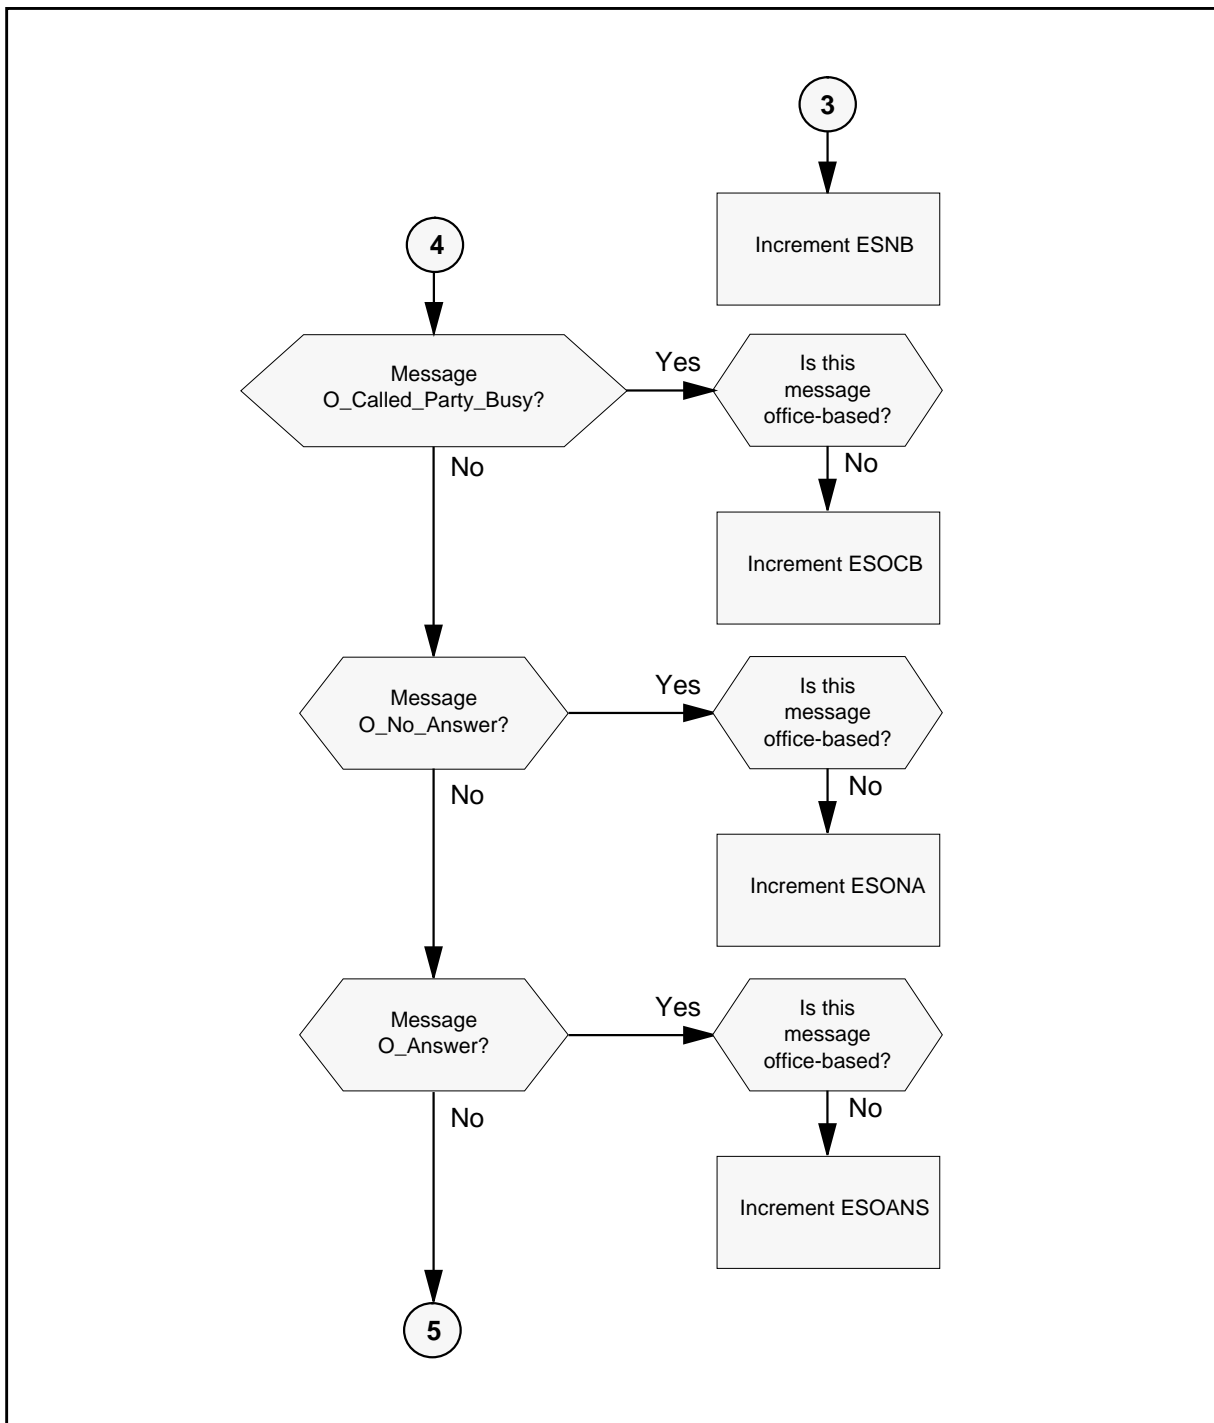 3
Increment ESNB
4
Message
O_Called_Party_Busy?
Yes
Is this
message
office-based?
No
No
Increment ESOCB
Message
O_No_Answer?
Yes
Is this
message
office-based?
No
No
Increment ESONA
Message
O_Answer?
Yes
Is this
message
office-based?
No
No
Increment ESOANS
5